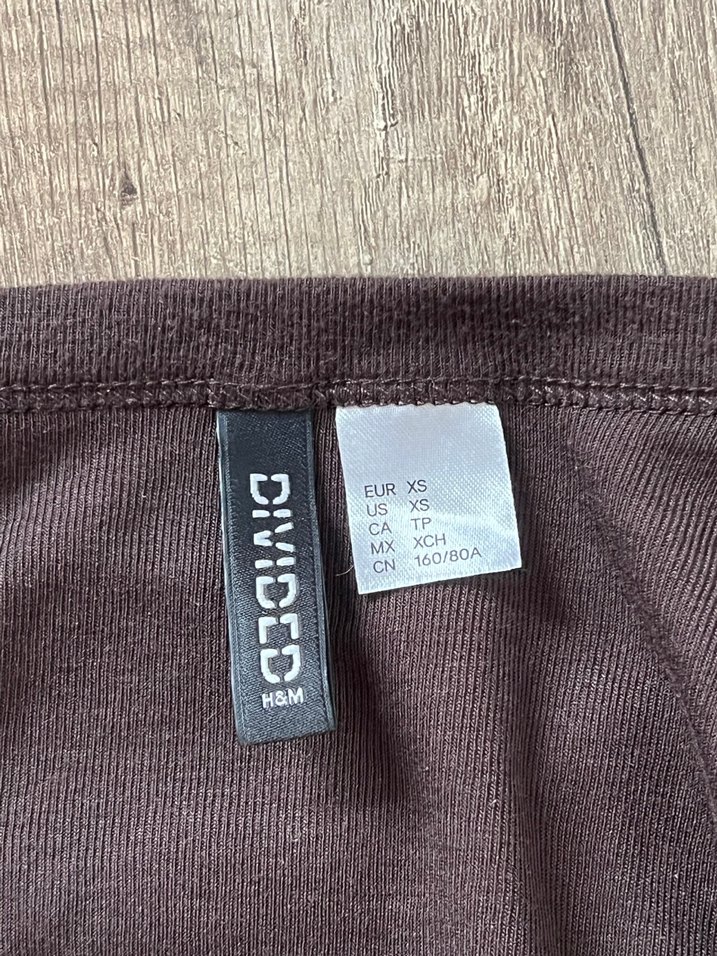 DIVIDED
H&M
EUR XS
US XS
CA TP
MX XCH
CN 160/80A